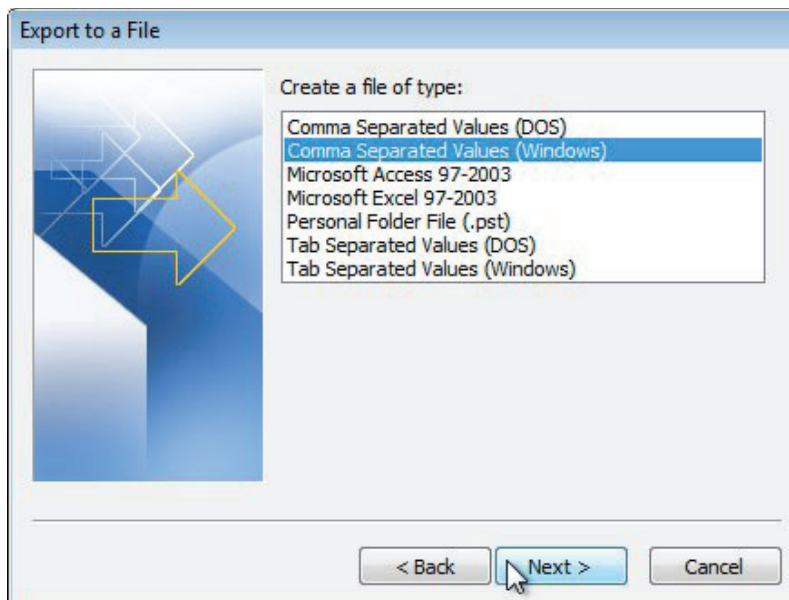 Export to a File
Create a file of type:
Comma Separated Values (DOS)
Comma Separated Values (Windows)
Microsoft Access 97-2003
Microsoft Excel 97-2003
Personal Folder File (.pst)
Tab Separated Values (DOS)
Tab Separated Values (Windows)
< Back Next > Cancel